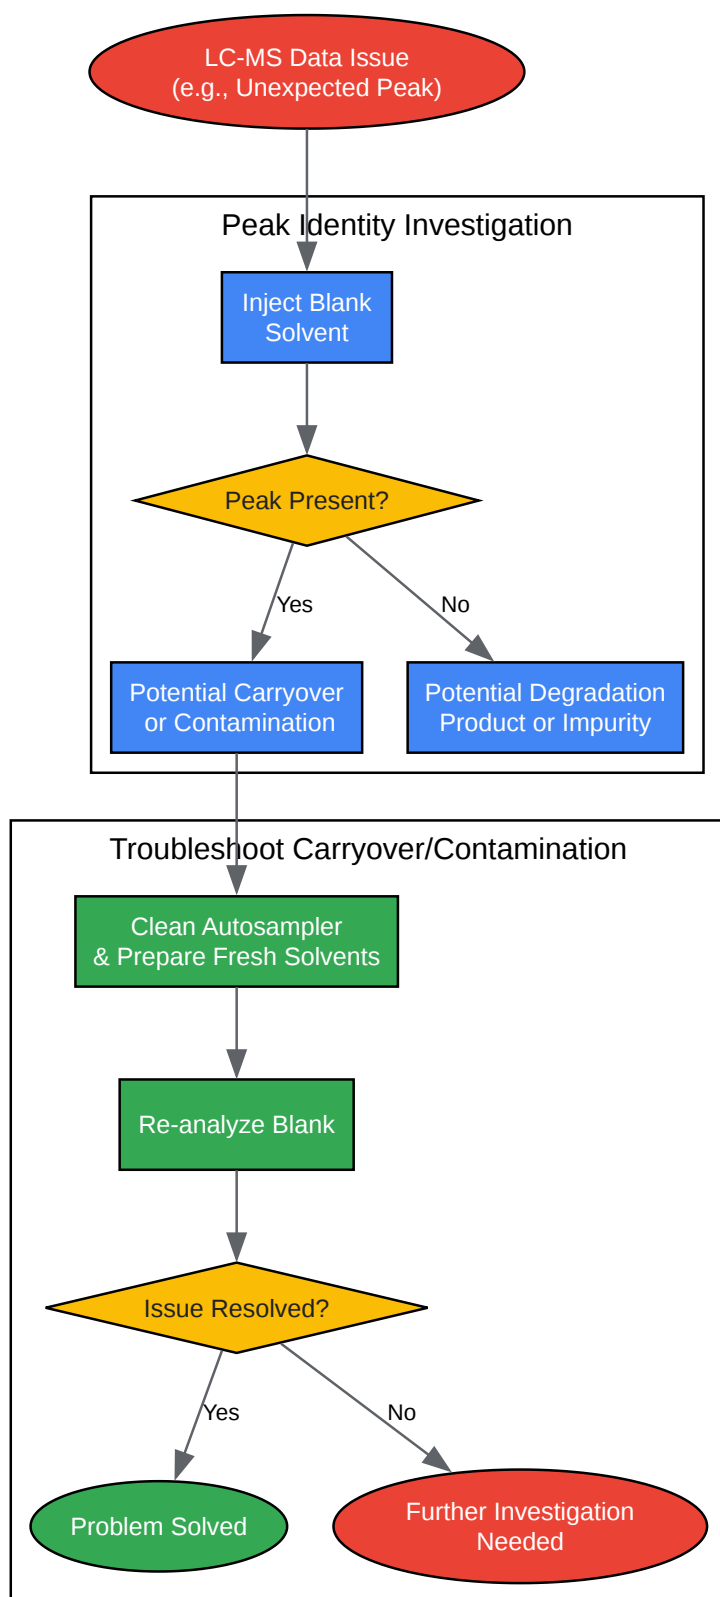 LC-MS Data Issue
(e.g., Unexpected Peak)
Peak Identity Investigation
Inject Blank
Solvent
Peak Present?
Yes
No
Potential Carryover
or Contamination
Potential Degradation
Product or Impurity
Troubleshoot Carryover/Contamination
Clean Autosampler
& Prepare Fresh Solvents
Re-analyze Blank
Issue Resolved?
Yes
No
Problem Solved
Further Investigation
Needed